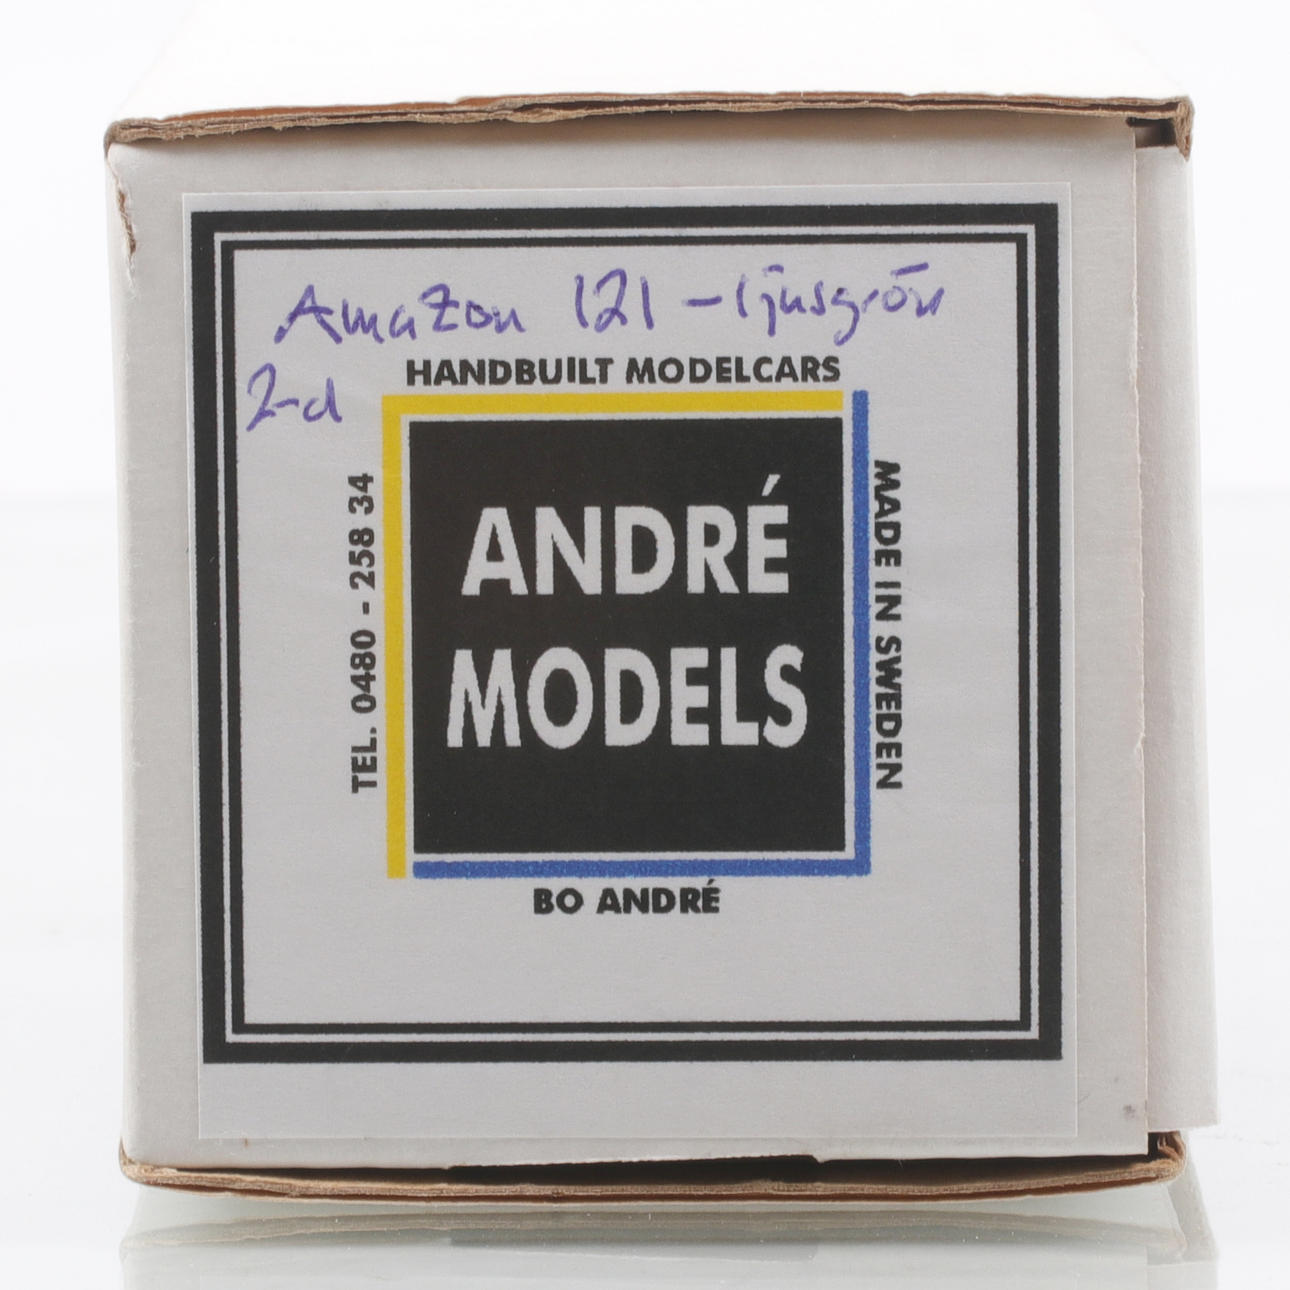 Amazon 121 - ljusgrön
2-d
HANDBUILT MODELCARS
TEL. 0480 - 258 34
ANDRÉ
MODELS
MADE IN SWEDEN
BO ANDRÉ